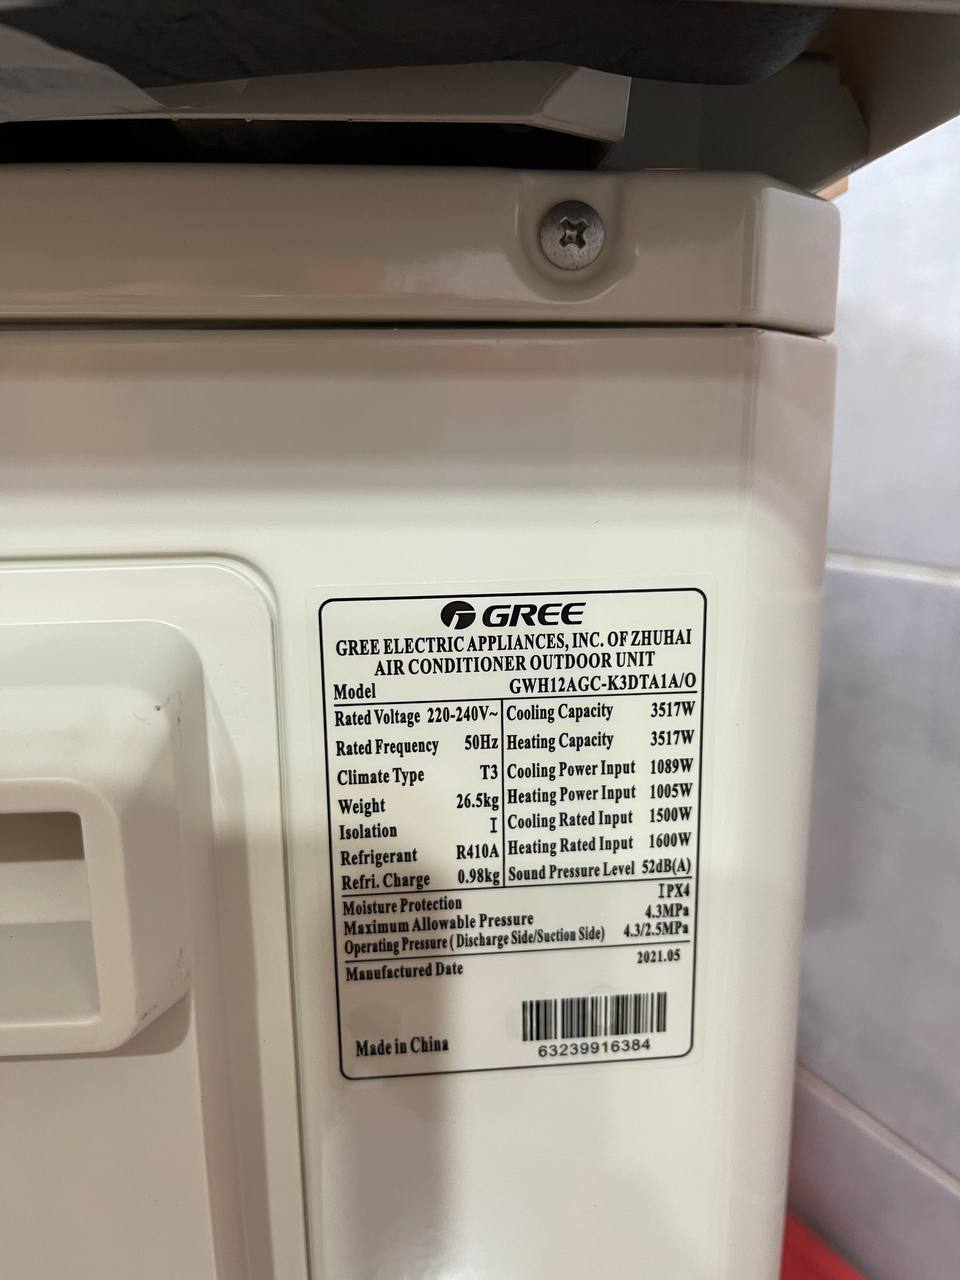 GREE
GREE ELECTRIC APPLIANCES, INC. OF ZHUHAI
AIR CONDITIONER OUTDOOR UNIT
Model GWH12AGC-K3DTA1A/O
Rated Voltage 220-240V~ Cooling Capacity 3517W
Rated Frequency 50Hz Heating Capacity 3517W
Climate Type T3 Cooling Power Input 1089W
Weight 26.5kg Heating Power Input 1005W
Isolation I Cooling Rated Input 1500W
Refrigerant R410A Heating Rated Input 1600W
Refri. Charge 0.98kg Sound Pressure Level 52dB(A)
Moisture Protection IPX4
Maximum Allowable Pressure 4.3MPa
Operating Pressure ( Discharge Side/Suction Side) 4.3/2.5MPa
Manufactured Date 2021.05
Made in China
63239916384